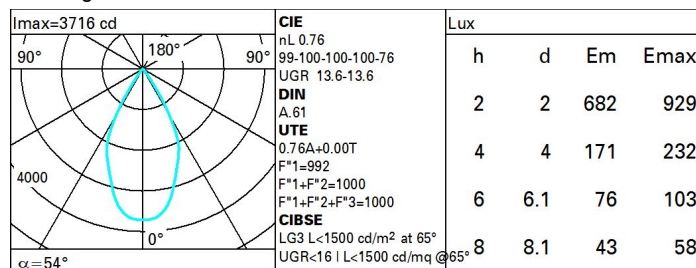 Imax=3716 cd
90° 180° 90°
4000
0°
α=54°
CIE
nL 0.76
99-100-100-100-76
UGR 13.6-13.6
DIN
A.61
UTE
0.76A+0.00T
F"1=992
F"1+F"2=1000
F"1+F"2+F"3=1000
CIBSE
LG3 L<1500 cd/m² at 65°
UGR<16 | L<1500 cd/mq @65°
Lux
h d Em Emax
2 2 682 929
4 4 171 232
6 6.1 76 103
8 8.1 43 58